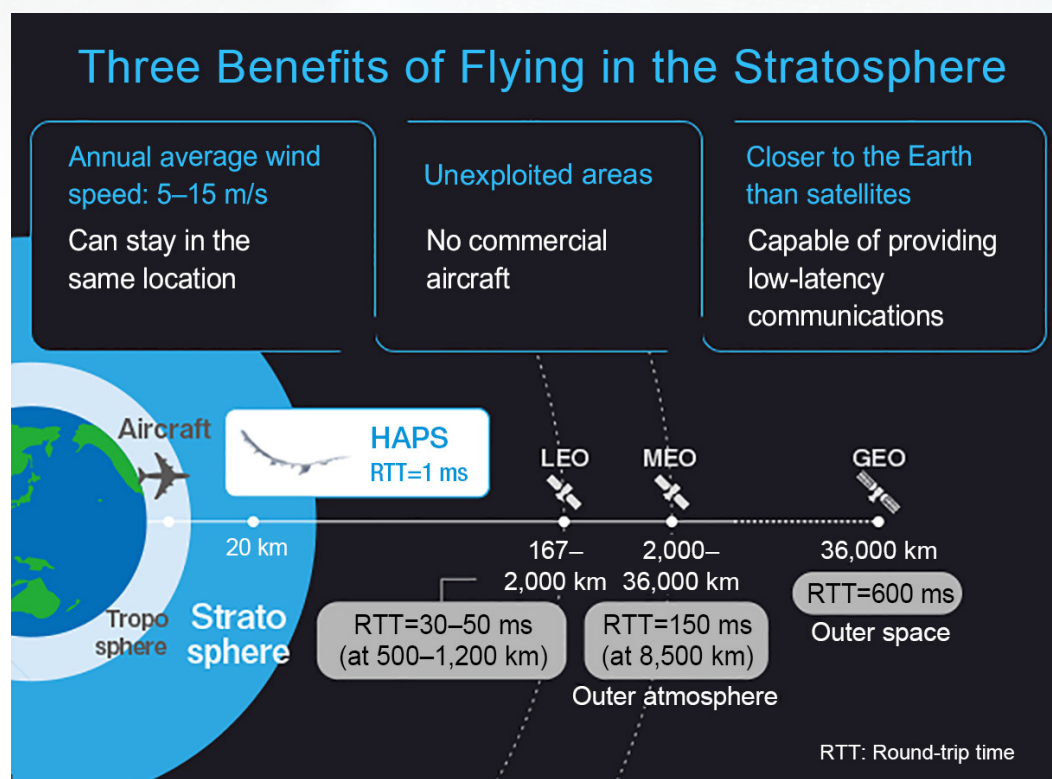 Three Benefits of Flying in the Stratosphere
Annual average wind
speed: 5–15 m/s
Can stay in the
same location
Unexploited areas
No commercial
aircraft
Closer to the Earth
than satellites
Capable of providing
low-latency
communications
Aircraft
HAPS
RTT=1 ms
LEO
MEO
GEO
20 km
167–
2,000 km
2,000–
36,000 km
36,000 km
RTT=30–50 ms
(at 500–1,200 km)
RTT=150 ms
(at 8,500 km)
RTT=600 ms
Outer space
Outer atmosphere
Tropo
sphere
Strato
sphere
RTT: Round-trip time